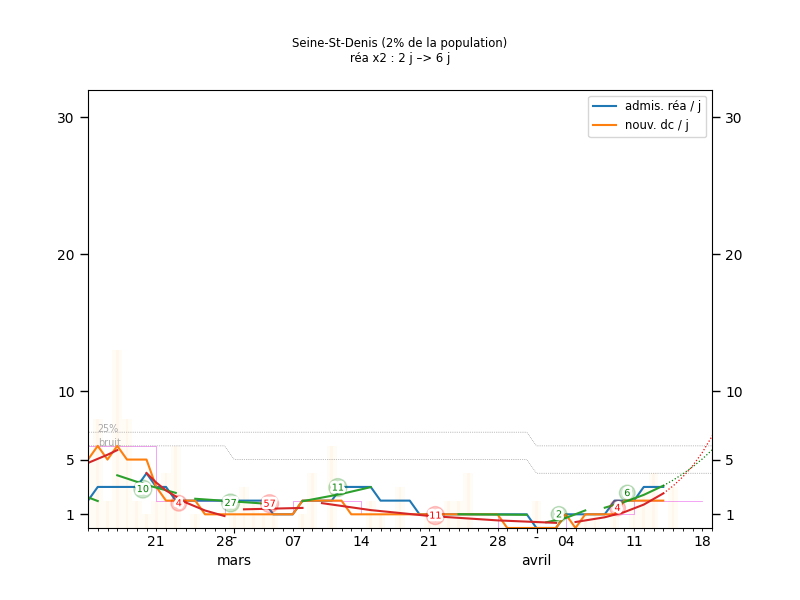 Seine-St-Denis (2% de la population)
réa x2 : 2 j –> 6 j
admis. réa / j
nouv. dc / j
30 30
20 20
10 10
25%
bruit
5 5
10 4 27 57 11 11 2 4 6
1 1
21 28 07 14 21 28 - 04 11 18
mars avril